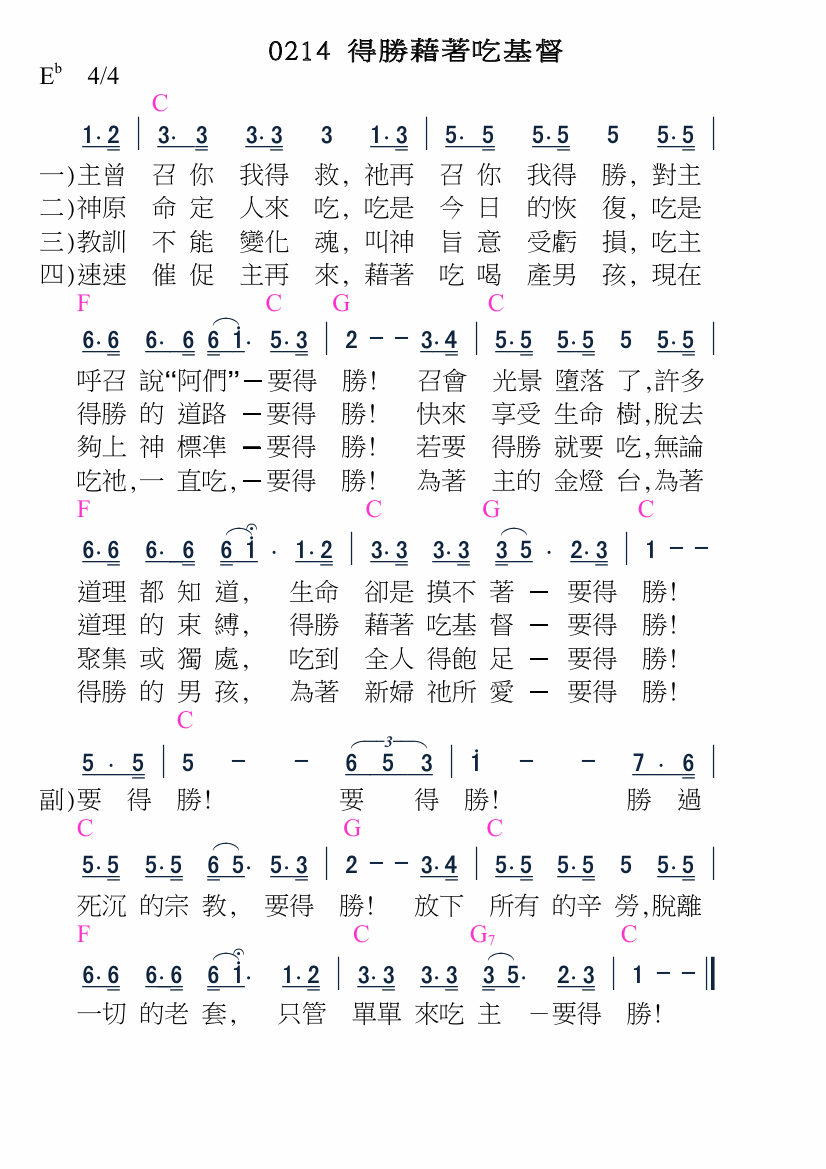 0214 得勝藉著吃基督
E♭ 4/4
C
1· 2 | 3· 3 3· 3 3 1· 3 | 5· 5 5· 5 5 5· 5 |
一)主曾 召 你 我得 救, 祂再 召 你 我得 勝, 對主
二)神原 命 定 人來 吃, 吃是 今 日 的恢 復, 吃是
三)教訓 不 能 變化 魂, 叫神 旨 意 受虧 損, 吃主
四)速速 催 促 主再 來, 藉著 吃 喝 產男 孩, 現在
F C G C
6· 6 6· 6 6 i· 5· 3 | 2 - - 3· 4 | 5· 5 5· 5 5 5· 5 |
呼召 說“阿們”—要得 勝! 召會 光景 墮落 了,許多
得勝 的 道路 —要得 勝! 快來 享受 生命 樹,脫去
夠上 神 標凖 —要得 勝! 若要 得勝 就要 吃,無論
吃祂,一 直吃,—要得 勝! 為著 主的 金燈 台,為著
F C G C
6· 6 6· 6 6 i · 1· 2 | 3· 3 3· 3 3 5 · 2· 3 | 1 - -
道理 都 知 道, 生命 卻是 摸不 著 — 要得 勝!
道理 的 束 縛, 得勝 藉著 吃基 督 — 要得 勝!
聚集 或 獨 處, 吃到 全人 得飽 足 — 要得 勝!
得勝 的 男 孩, 為著 新婦 祂所 愛 — 要得 勝!
C
3
5 · 5 | 5 - - 6 5 3 | i - - 7 · 6 |
副)要 得 勝! 要 得 勝! 勝 過
C G C
5· 5 5· 5 6 5· 5· 3 | 2 - - 3· 4 | 5· 5 5· 5 5 5· 5 |
死沉 的宗 教, 要得 勝! 放下 所有 的辛 勞,脫離
F C G7 C
6· 6 6· 6 6 i· 1· 2 | 3· 3 3· 3 3 5· 2· 3 | 1 - - ‖
一切 的老 套, 只管 單單 來吃 主 —要得 勝!